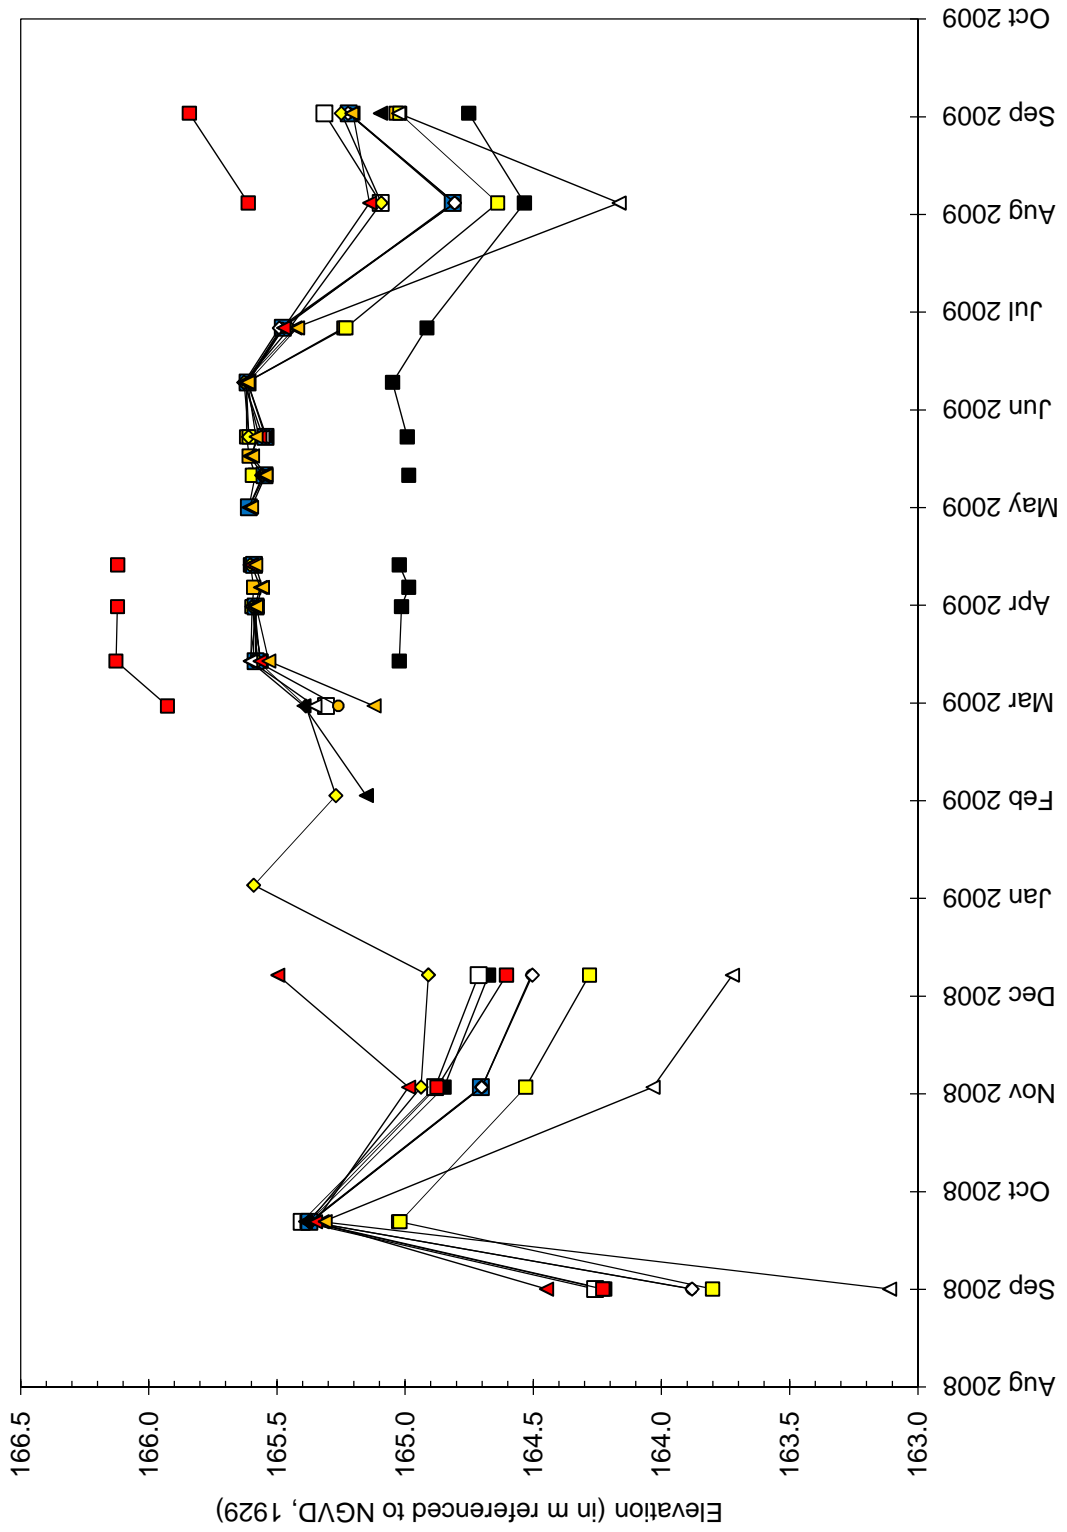 Elevation (in m referenced to NGVD, 1929)
166.5
166.0
165.5
165.0
164.5
164.0
163.5
163.0
Aug 2008
Sep 2008
Oct 2008
Nov 2008
Dec 2008
Jan 2009
Feb 2009
Mar 2009
Apr 2009
May 2009
Jun 2009
Jul 2009
Aug 2009
Sep 2009
Oct 2009